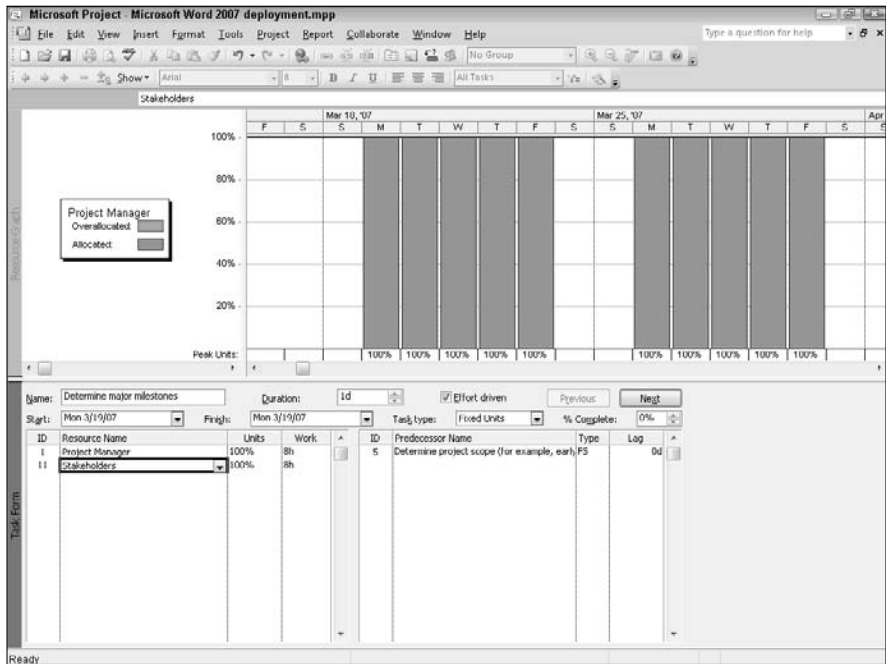 Microsoft Project - Microsoft Word 2007 deployment.mpp
File Edit View Insert Format Tools Project Report Collaborate Window Help
Type a question for help
No Group
Show Arial 8 B I U All Tasks
Stakeholders
Mar 18, '07 Mar 25, '07 Apr
F S S M T W T F S S M T W T F S S
100%
80%
60%
40%
20%
Project Manager
Overallocated:
Allocated:
Resource Graph
Peak Units: 100% 100% 100% 100% 100% 100% 100% 100% 100% 100%
Name: Determine major milestones Duration: 1d Effort driven Previous Next
Start: Mon 3/19/07 Finish: Mon 3/19/07 Task type: Fixed Units % Complete: 0%
ID Resource Name Units Work ID Predecessor Name Type Lag
1 Project Manager 100% 8h 5 Determine project scope (for example, early FS 0d
11 Stakeholders 100% 8h
Task Form
Ready